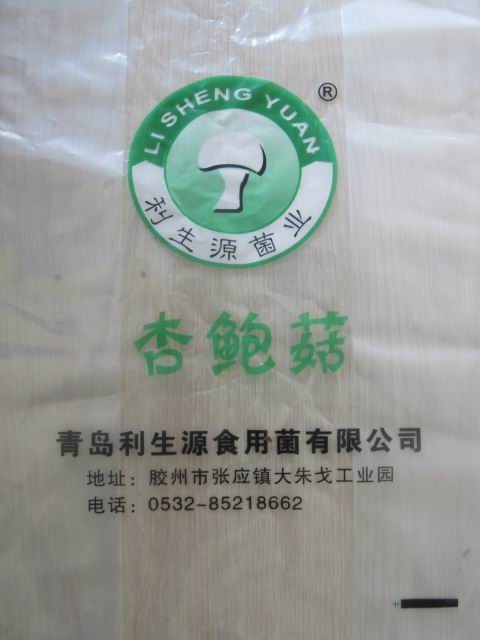 LI SHENG YUAN
®
利生源菌业
杏鲍菇
青岛利生源食用菌有限公司
地址：胶州市张应镇大朱戈工业园
电话：0532-85218662